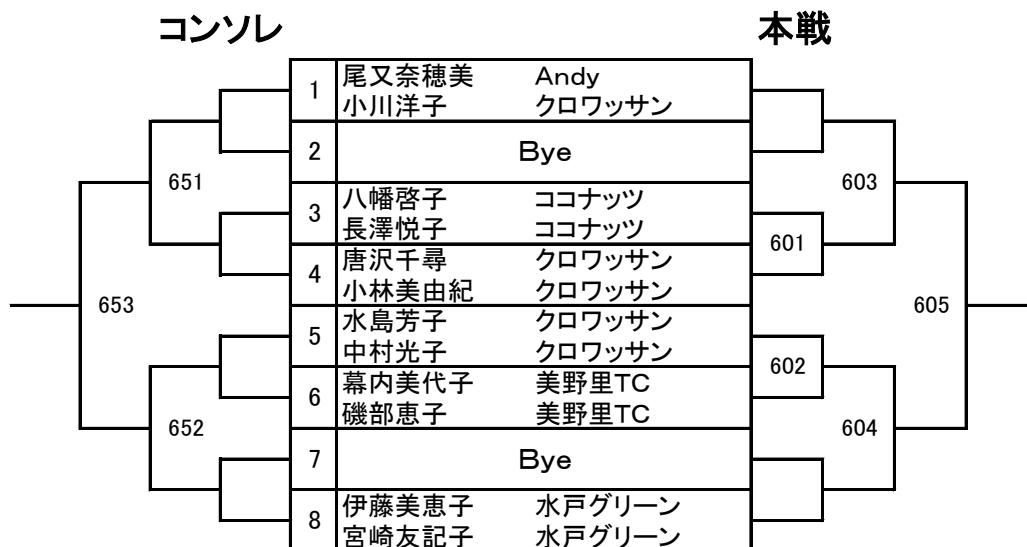 コンソレ 本戦
1 尾又奈穂美 Andy
小川洋子 クロワッサン
2 Bye
651 603
3 八幡啓子 ココナッツ
長澤悦子 ココナッツ
601
4 唐沢千尋 クロワッサン
小林美由紀 クロワッサン
653 605
5 水島芳子 クロワッサン
中村光子 クロワッサン
602
6 幕内美代子 美野里TC
磯部恵子 美野里TC
652 604
7 Bye
8 伊藤美恵子 水戸グリーン
宮崎友記子 水戸グリーン